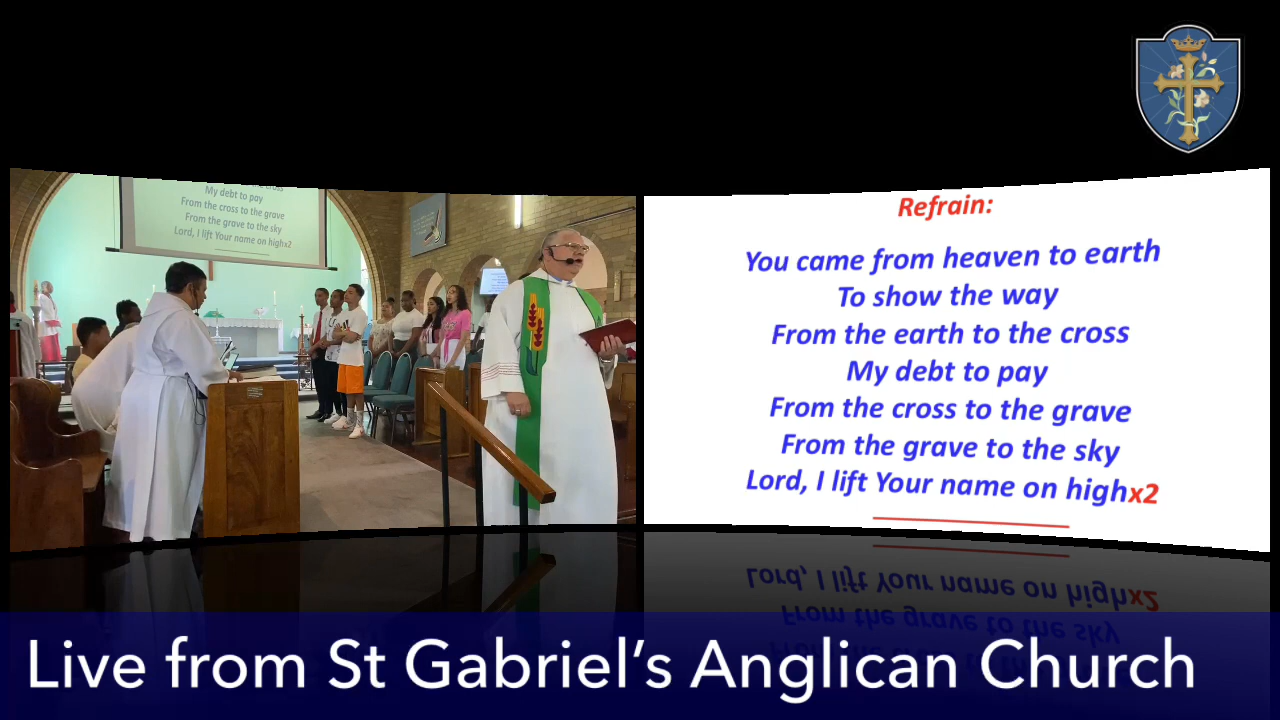 My debt to pay
From the cross to the grave
From the grave to the sky
Lord, I lift Your name on highx2
Refrain:
You came from heaven to earth
To show the way
From the earth to the cross
My debt to pay
From the cross to the grave
From the grave to the sky
Lord, I lift Your name on highx2
Live from St Gabriel's Anglican Church